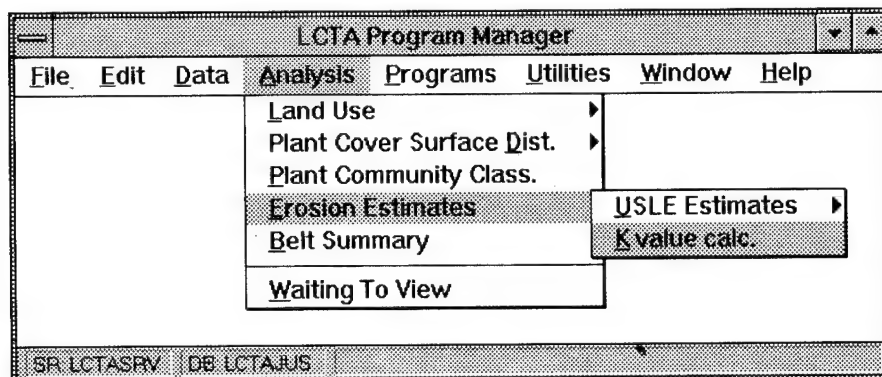 LCTA Program Manager
File Edit Data Analysis Programs Utilities Window Help
Land Use
Plant Cover Surface Dist.
Plant Community Class.
Erosion Estimates
USLE Estimates
Belt Summary
K value calc.
Waiting To View
SR LCTASRV DB LCTAJUS